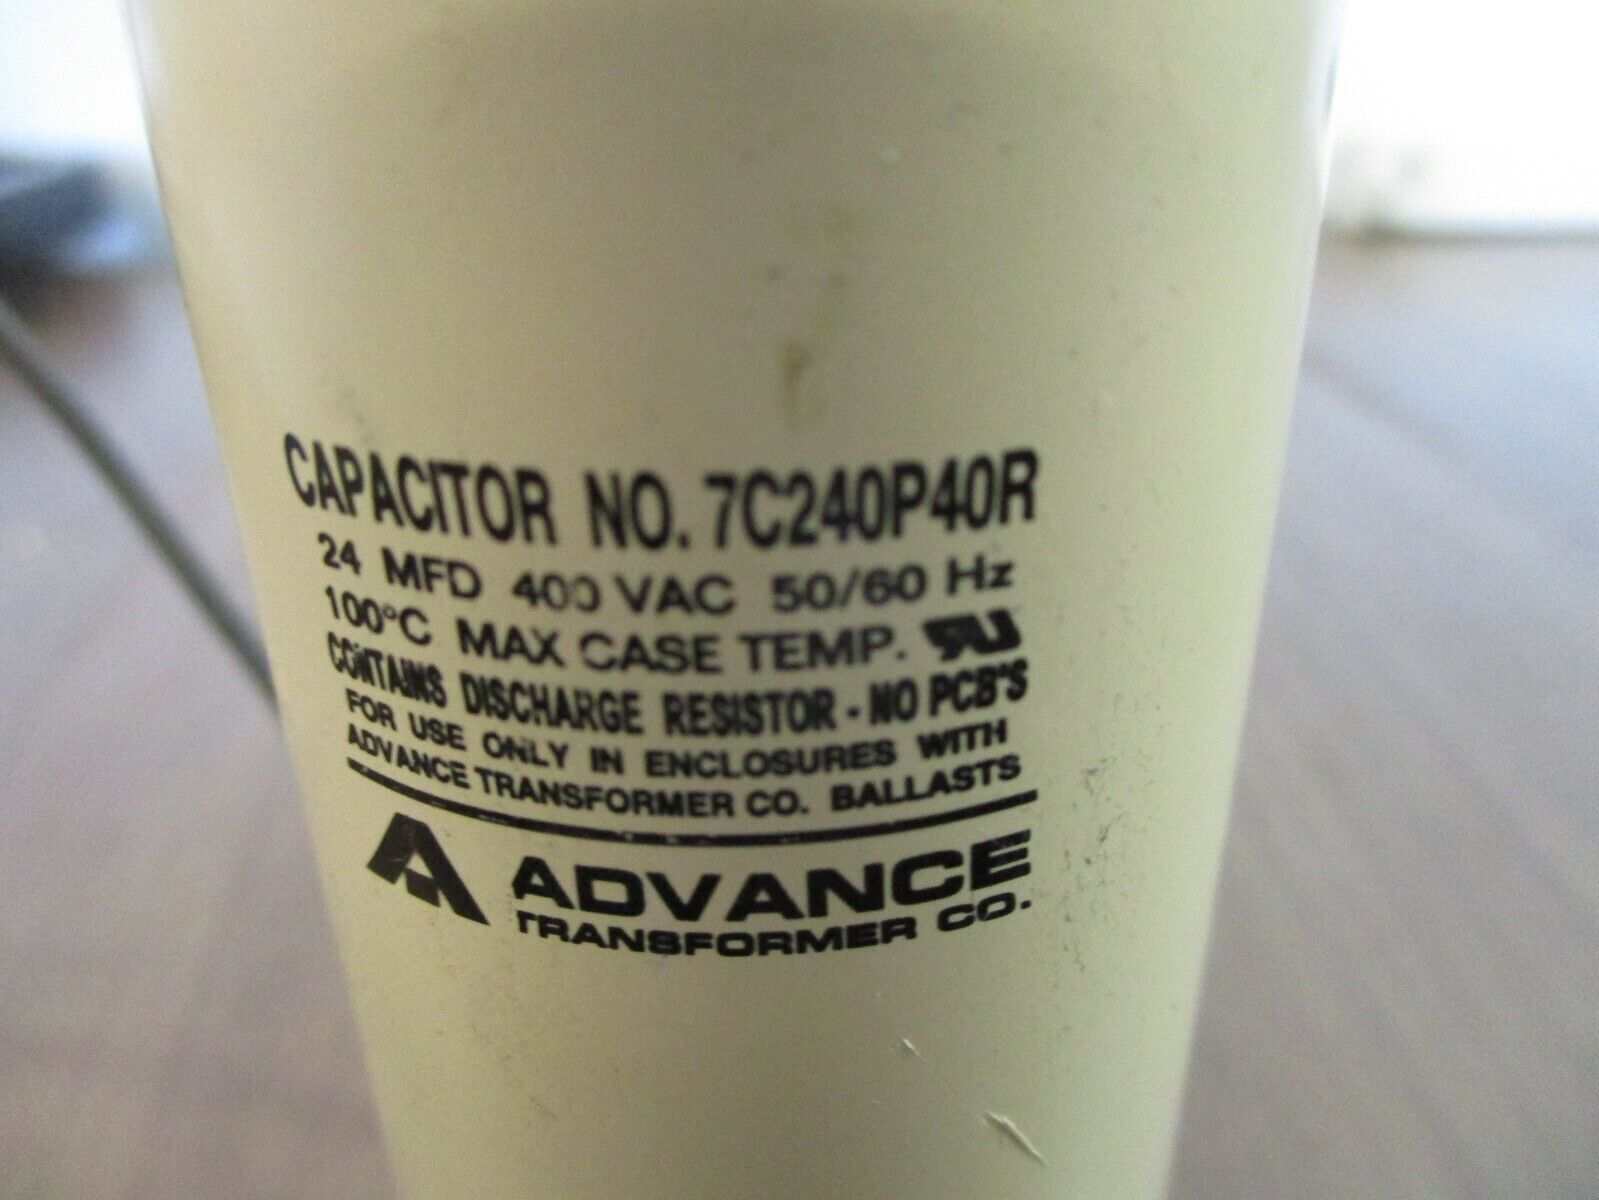 CAPACITOR NO. 7C240P40R
24 MFD 400 VAC 50/60 Hz
100°C MAX CASE TEMP. RU
CONTAINS DISCHARGE RESISTOR - NO PCB'S
FOR USE ONLY IN ENCLOSURES WITH
ADVANCE TRANSFORMER CO. BALLASTS
ADVANCE
TRANSFORMER CO.